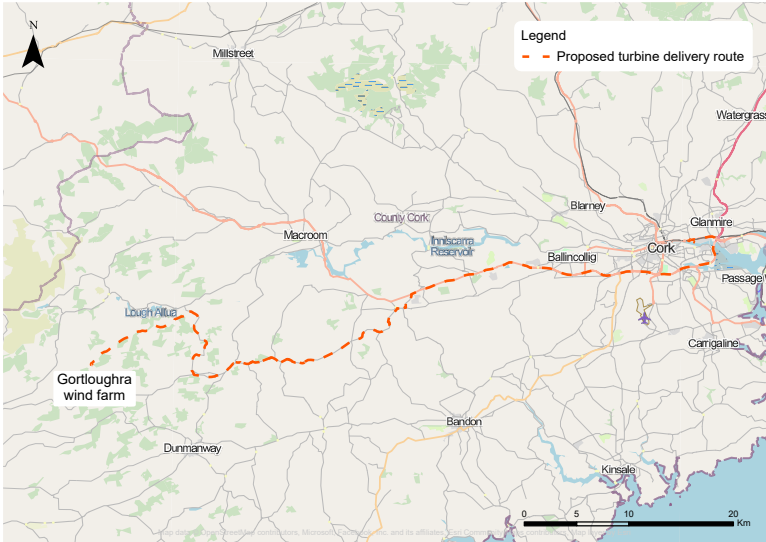 N
Legend
Proposed turbine delivery route
Millstreet
Watergrass
Blarney
County Cork
Glanmire
Macroom
Inniscarra
Reservoir
Cork
Ballincollig
Passage W
Lough Allua
Carrigaline
Gortloughra
wind farm
Bandon
Dunmanway
Kinsale
0 5 10 20
Km